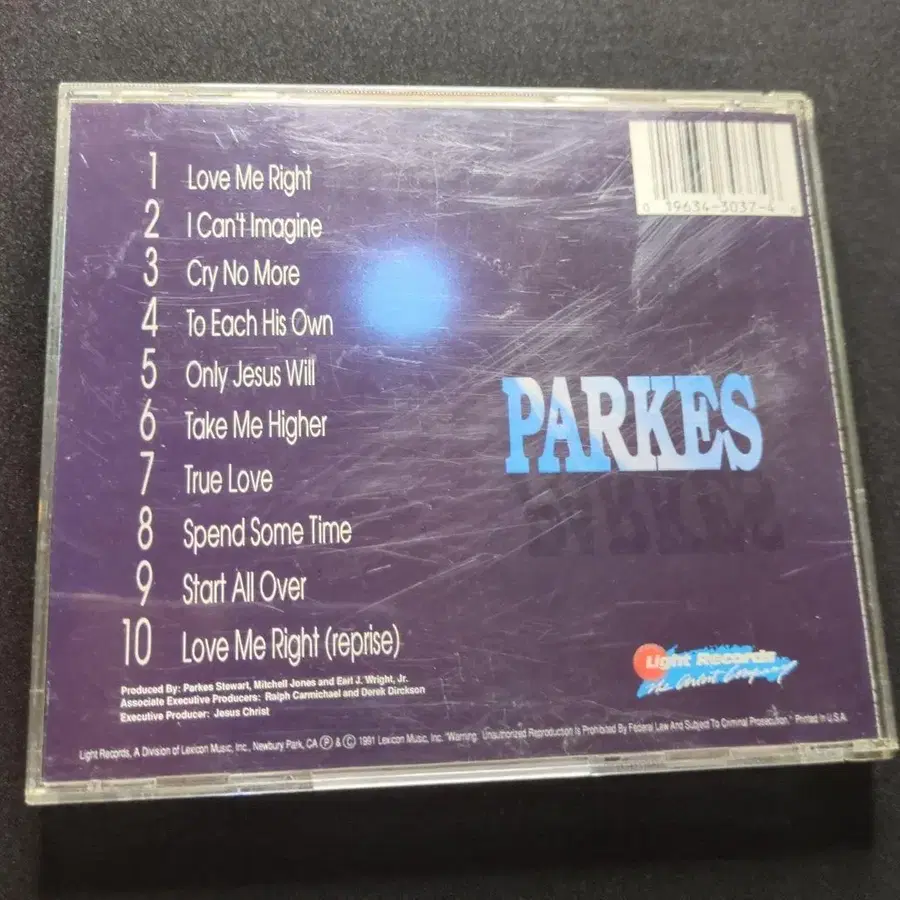 1 Love Me Right
2 I Can't Imagine
3 Cry No More
4 To Each His Own
5 Only Jesus Will
6 Take Me Higher
7 True Love
8 Spend Some Time
9 Start All Over
10 Love Me Right (reprise)
0 19634-3037-4 6
PARKES
Light Records
The Artist Company
Produced By: Parkes Stewart, Mitchell Jones and Earl J. Wright, Jr.
Associate Executive Producers: Ralph Carmichael and Derek Dirckson
Executive Producer: Jesus Christ
Light Records, A Division of Lexicon Music, Inc., Newbury Park, CA Ⓟ & © 1991 Lexicon Music, Inc. "Warning: Unauthorized Reproduction Is Prohibited By Federal Law And Subject To Criminal Prosecution." Printed In U.S.A.